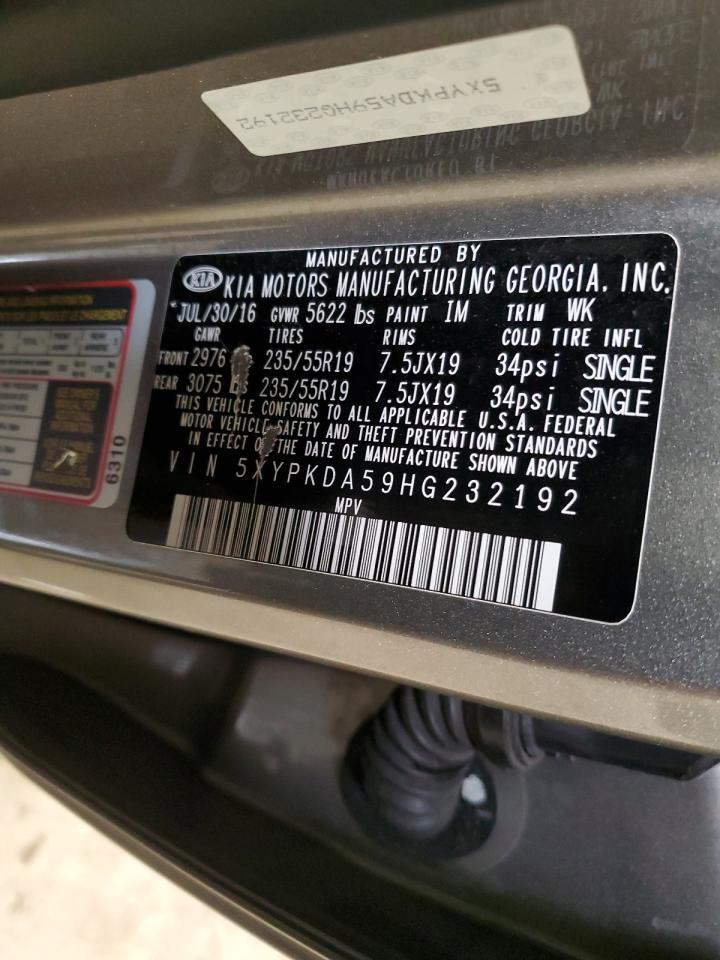 5XYPKDA59HG232192
MANUFACTURED BY
KIA KIA MOTORS MANUFACTURING GEORGIA, INC.
JUL/30/16 GVWR 5622 lbs PAINT IM TRIM WK
GAWR TIRES RIMS COLD TIRE INFL
FRONT 2976 235/55R19 7.5JX19 34psi SINGLE
REAR 3075 lbs 235/55R19 7.5JX19 34psi SINGLE
THIS VEHICLE CONFORMS TO ALL APPLICABLE U.S.A. FEDERAL
MOTOR VEHICLE SAFETY AND THEFT PREVENTION STANDARDS
IN EFFECT ON THE DATE OF MANUFACTURE SHOWN ABOVE
VIN 5XYPKDA59HG232192
MPV
6310